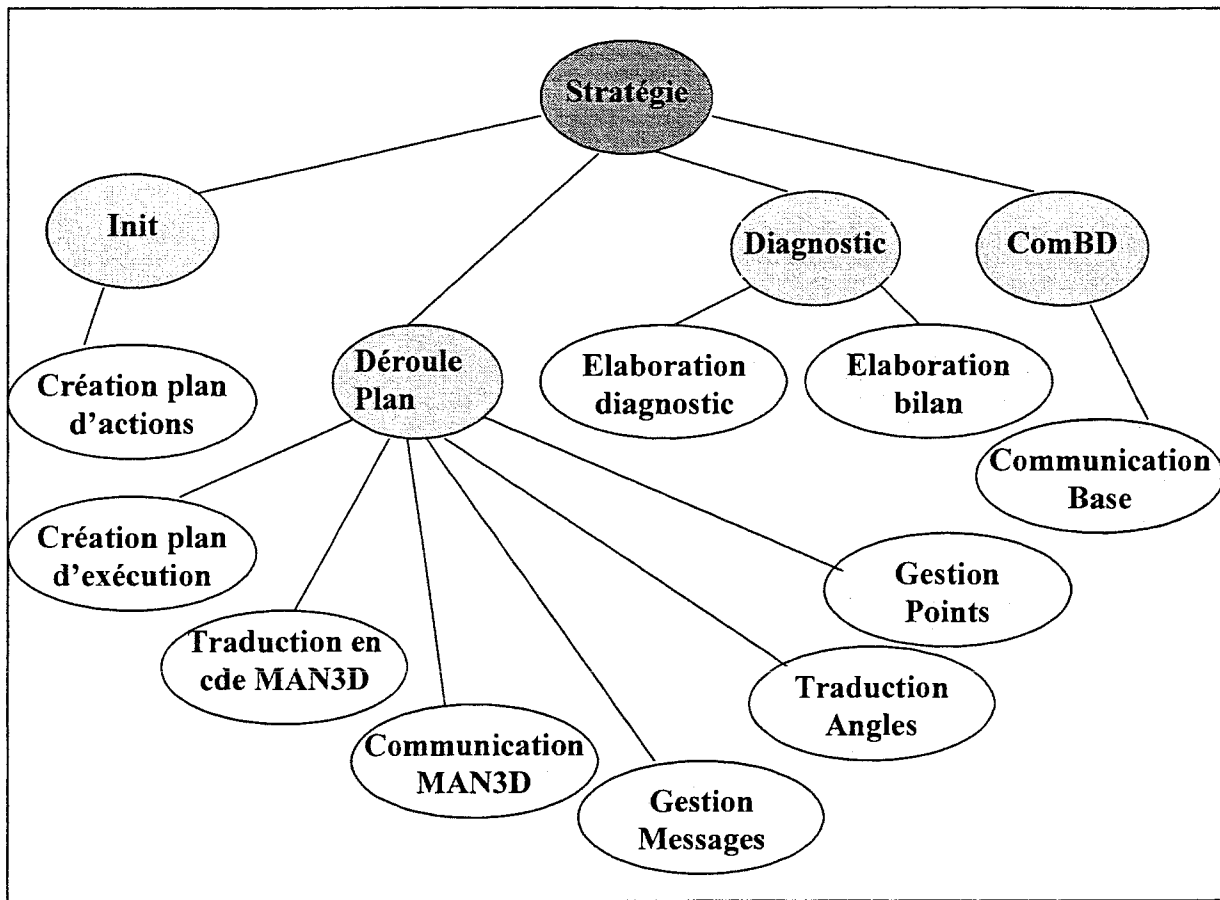 Stratégie
Init
Diagnostic
ComBD
Déroule
Plan
Création plan
d'actions
Elaboration
diagnostic
Elaboration
bilan
Communication
Base
Création plan
d'exécution
Gestion
Points
Traduction en
cde MAN3D
Traduction
Angles
Communication
MAN3D
Gestion
Messages